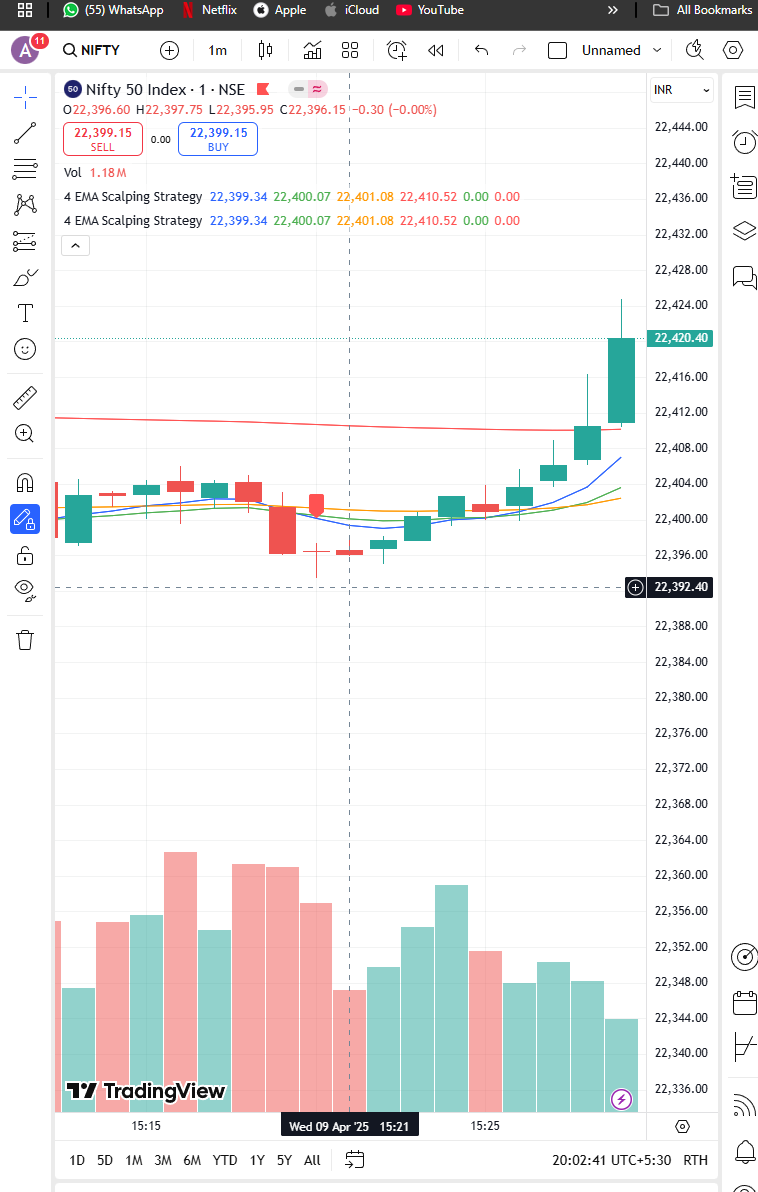 (55) WhatsApp Netflix Apple iCloud YouTube » All Bookmarks
A 11 NIFTY 1m Unnamed
50 Nifty 50 Index · 1 · NSE INR
O22,396.60 H22,397.75 L22,395.95 C22,396.15 −0.30 (−0.00%)
22,399.15 SELL 0.00 22,399.15 BUY
Vol 1.18M
4 EMA Scalping Strategy 22,399.34 22,400.07 22,401.08 22,410.52 0.00 0.00
4 EMA Scalping Strategy 22,399.34 22,400.07 22,401.08 22,410.52 0.00 0.00
22,444.00
22,440.00
22,436.00
22,432.00
22,428.00
22,424.00
22,420.40
22,416.00
22,412.00
22,408.00
22,404.00
22,400.00
22,396.00
22,392.40
22,388.00
22,384.00
22,380.00
22,376.00
22,372.00
22,368.00
22,364.00
22,360.00
22,356.00
22,352.00
22,348.00
22,344.00
22,340.00
22,336.00
TradingView
15:15 Wed 09 Apr '25 15:21 15:25
1D 5D 1M 3M 6M YTD 1Y 5Y All 20:02:41 UTC+5:30 RTH